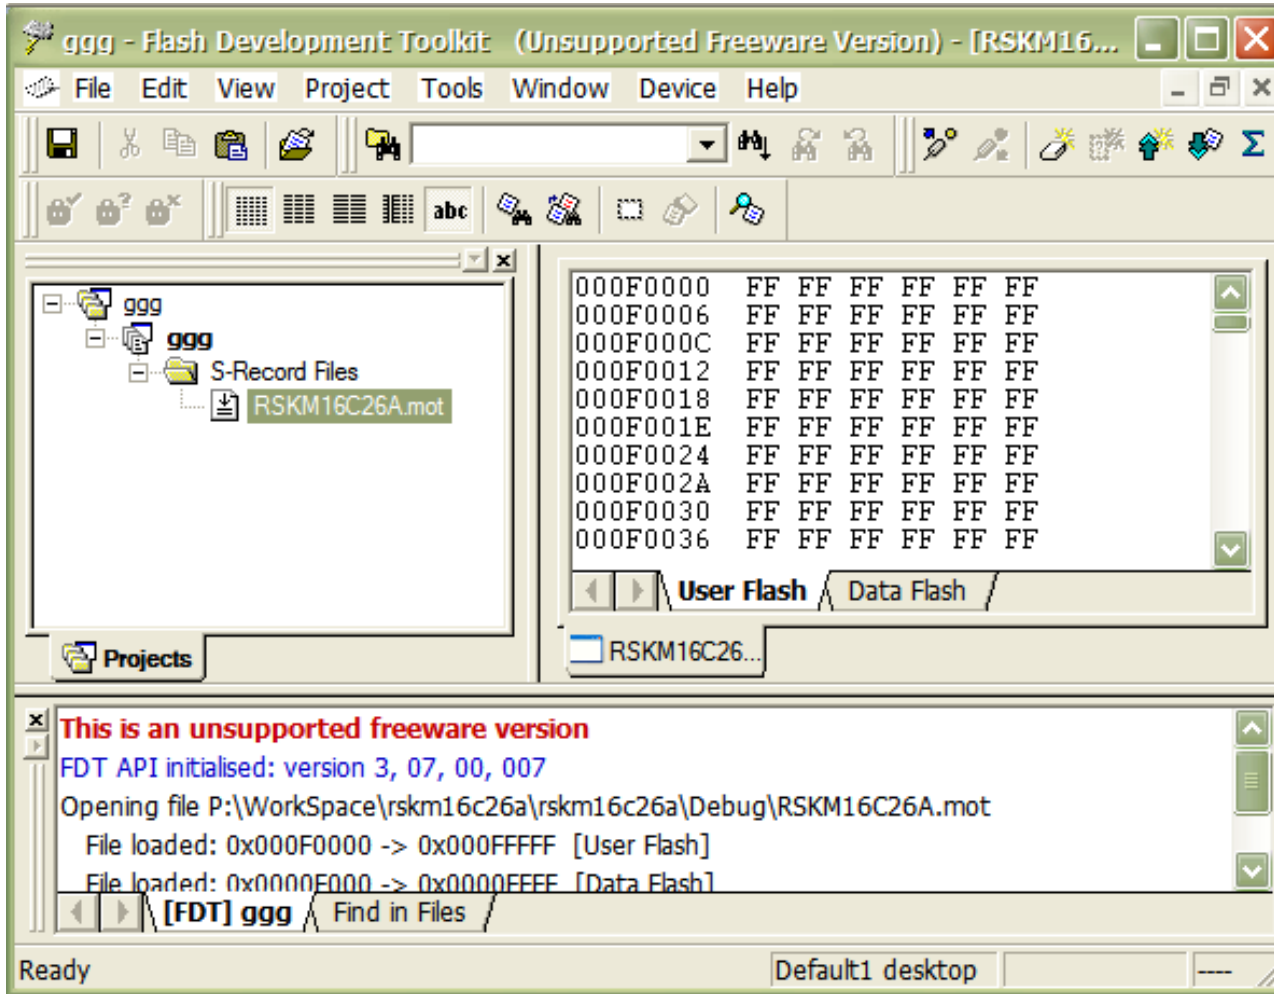 ggg - Flash Development Toolkit (Unsupported Freeware Version) - [RSKM16...
File Edit View Project Tools Window Device Help
abc
ggg
ggg
S-Record Files
RSKM16C26A.mot
Projects
000F0000 FF FF FF FF FF FF
000F0006 FF FF FF FF FF FF
000F000C FF FF FF FF FF FF
000F0012 FF FF FF FF FF FF
000F0018 FF FF FF FF FF FF
000F001E FF FF FF FF FF FF
000F0024 FF FF FF FF FF FF
000F002A FF FF FF FF FF FF
000F0030 FF FF FF FF FF FF
000F0036 FF FF FF FF FF FF
User Flash Data Flash
RSKM16C26...
This is an unsupported freeware version
FDT API initialised: version 3, 07, 00, 007
Opening file P:\WorkSpace\rskm16c26a\rskm16c26a\Debug\RSKM16C26A.mot
File loaded: 0x000F0000 -> 0x000FFFFF [User Flash]
File loaded: 0x0000F000 -> 0x0000FFFF [Data Flash]
[FDT] ggg Find in Files
Ready Default1 desktop ----